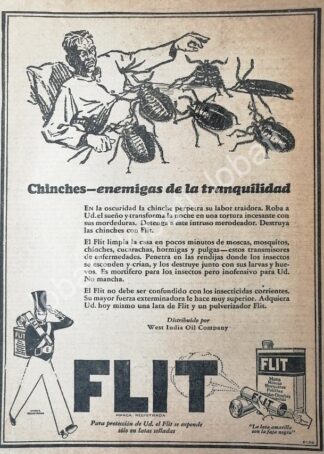 Chinches—enemigas de la tranquilidad
En la oscuridad la chinche perpetra su labor traidora. Roba a
Ud. el sueño y transforma la noche en una tortura incesante con
sus mordeduras. Detenga a este intruso merodeador. Destruya
las chinches con Flit.
El Flit limpia la casa en pocos minutos de moscas, mosquitos,
chinches, cucarachas, hormigas y pulgas—estos transmisores
de enfermedades. Penetra en las rendijas donde los insectos
se esconden y crían, y los destruye junto con sus larvas y hue-
vos. Es mortífero para los insectos pero inofensivo para Ud.
No mancha.
El Flit no debe ser confundido con los insecticidas corrientes.
Su mayor fuerza exterminadora le hace muy superior. Adquiera
Ud. hoy mismo una lata de Flit y un pulverizador Flit.
Distribuído por
West India Oil Company
FLIT
MARCA REGISTRADA
Para protección de Ud. el Flit se expende
sólo en latas selladas
FLIT
Mata
Moscas
Mosquitos
"La lata amarilla
con la faja negra"